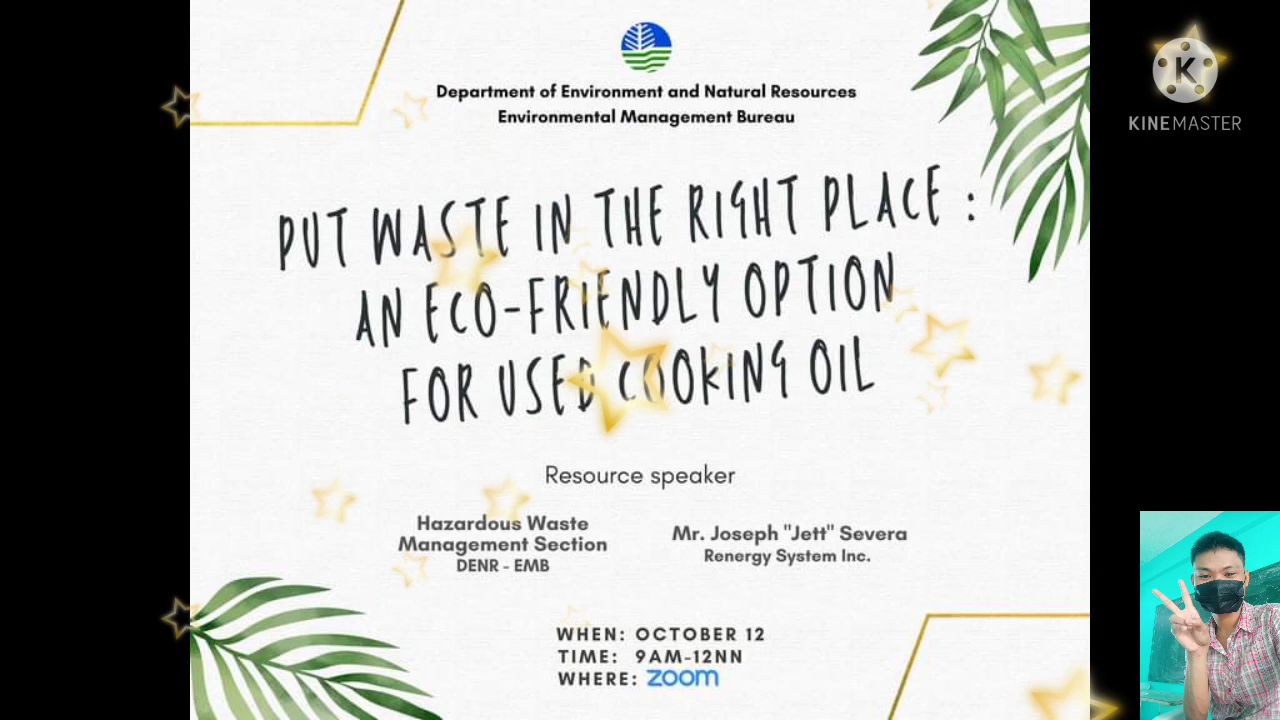 Department of Environment and Natural Resources
Environmental Management Bureau
PUT WASTE IN THE RIGHT PLACE :
AN ECO-FRIENDLY OPTION
FOR USED COOKING OIL
Resource speaker
Hazardous Waste
Management Section
DENR - EMB
Mr. Joseph "Jett" Severa
Renergy System Inc.
WHEN: OCTOBER 12
TIME: 9AM-12NN
WHERE: zoom
K
KINEMASTER